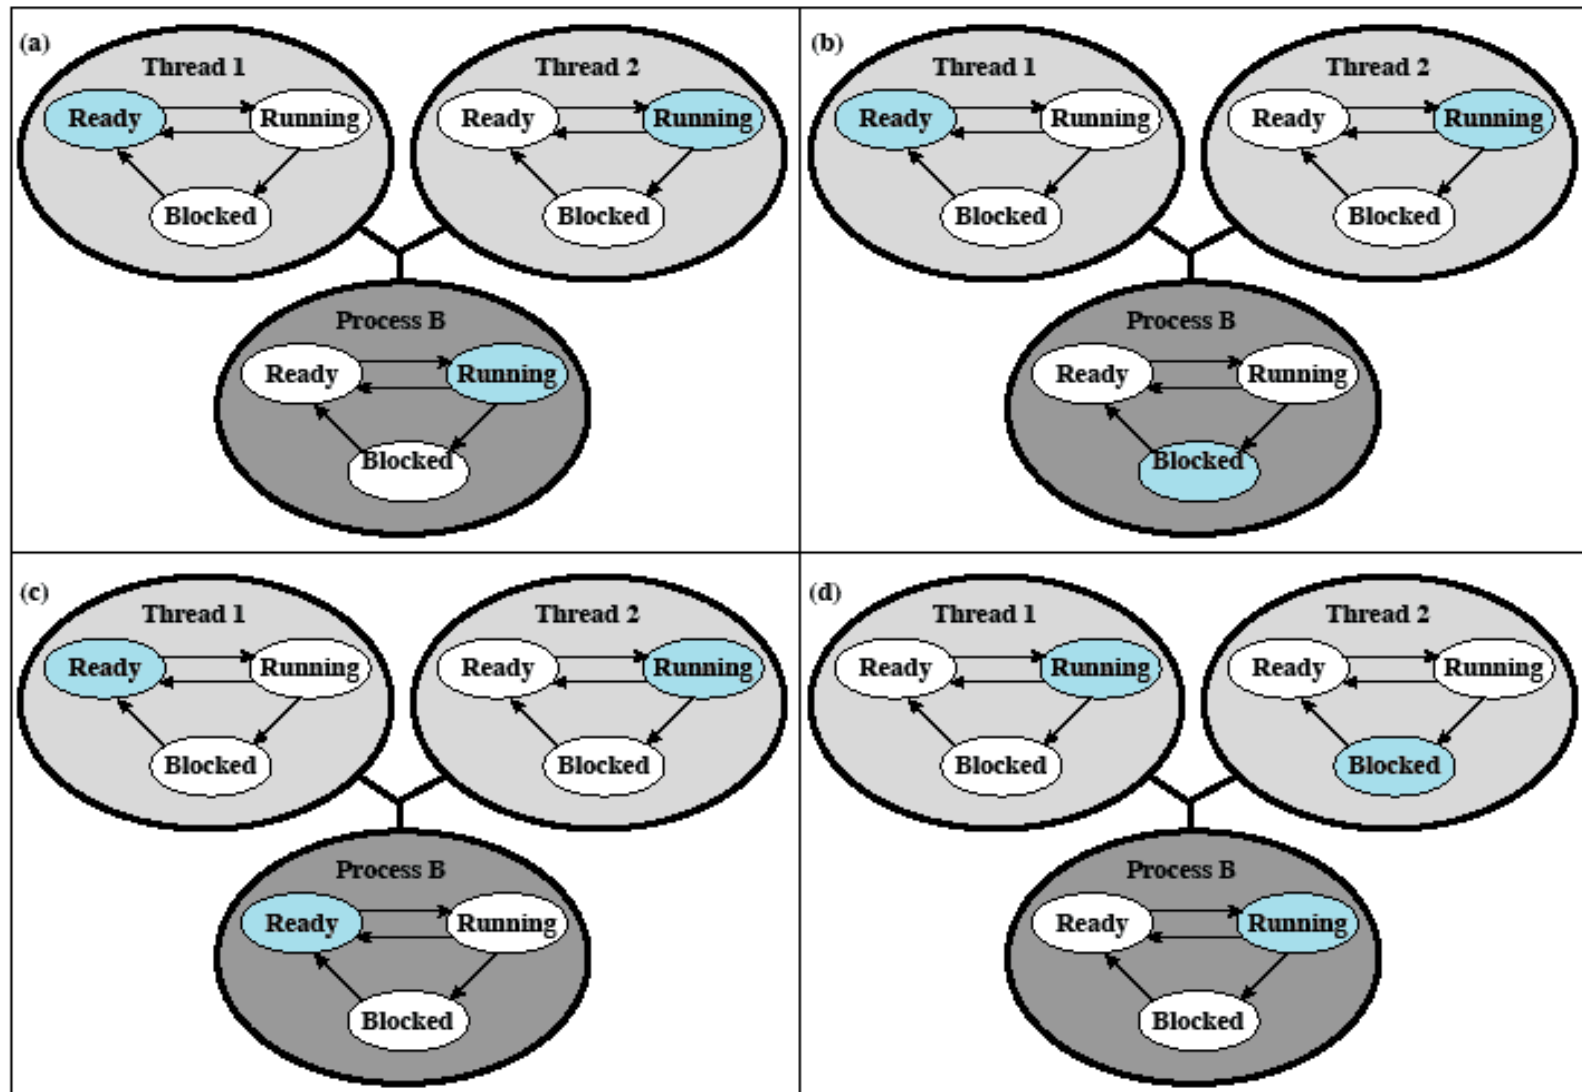 (a)
Thread 1
Ready Running
Blocked
Thread 2
Ready Running
Blocked
Process B
Ready Running
Blocked
(b)
Thread 1
Ready Running
Blocked
Thread 2
Ready Running
Blocked
Process B
Ready Running
Blocked
(c)
Thread 1
Ready Running
Blocked
Thread 2
Ready Running
Blocked
Process B
Ready Running
Blocked
(d)
Thread 1
Ready Running
Blocked
Thread 2
Ready Running
Blocked
Process B
Ready Running
Blocked